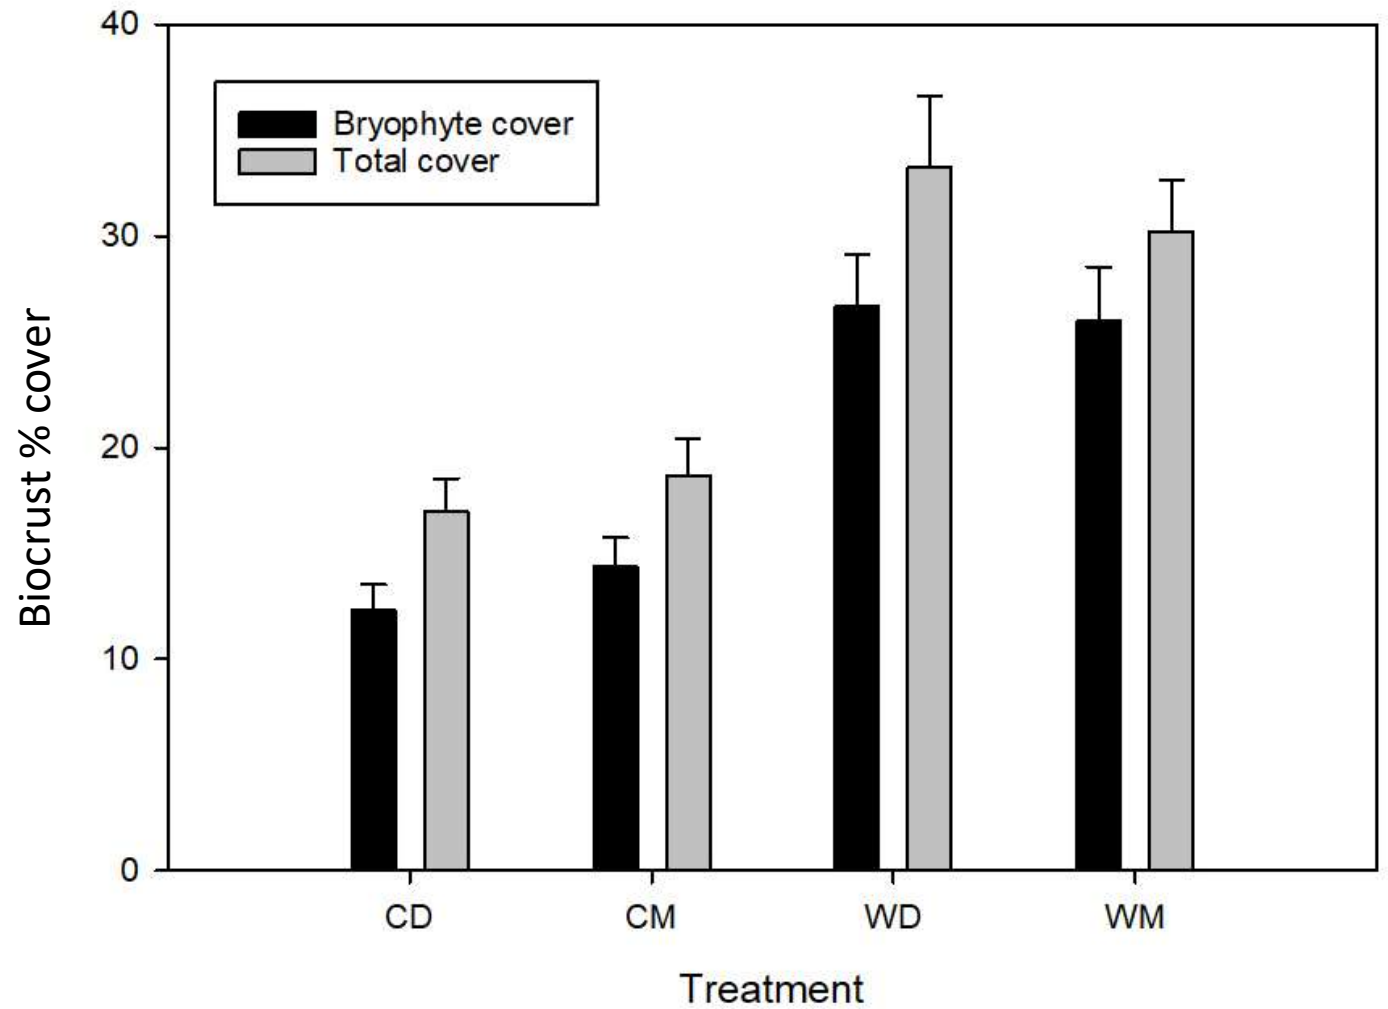 40
Bryophyte cover
Total cover
30
20
10
0
Biocrust % cover
CD CM WD WM
Treatment